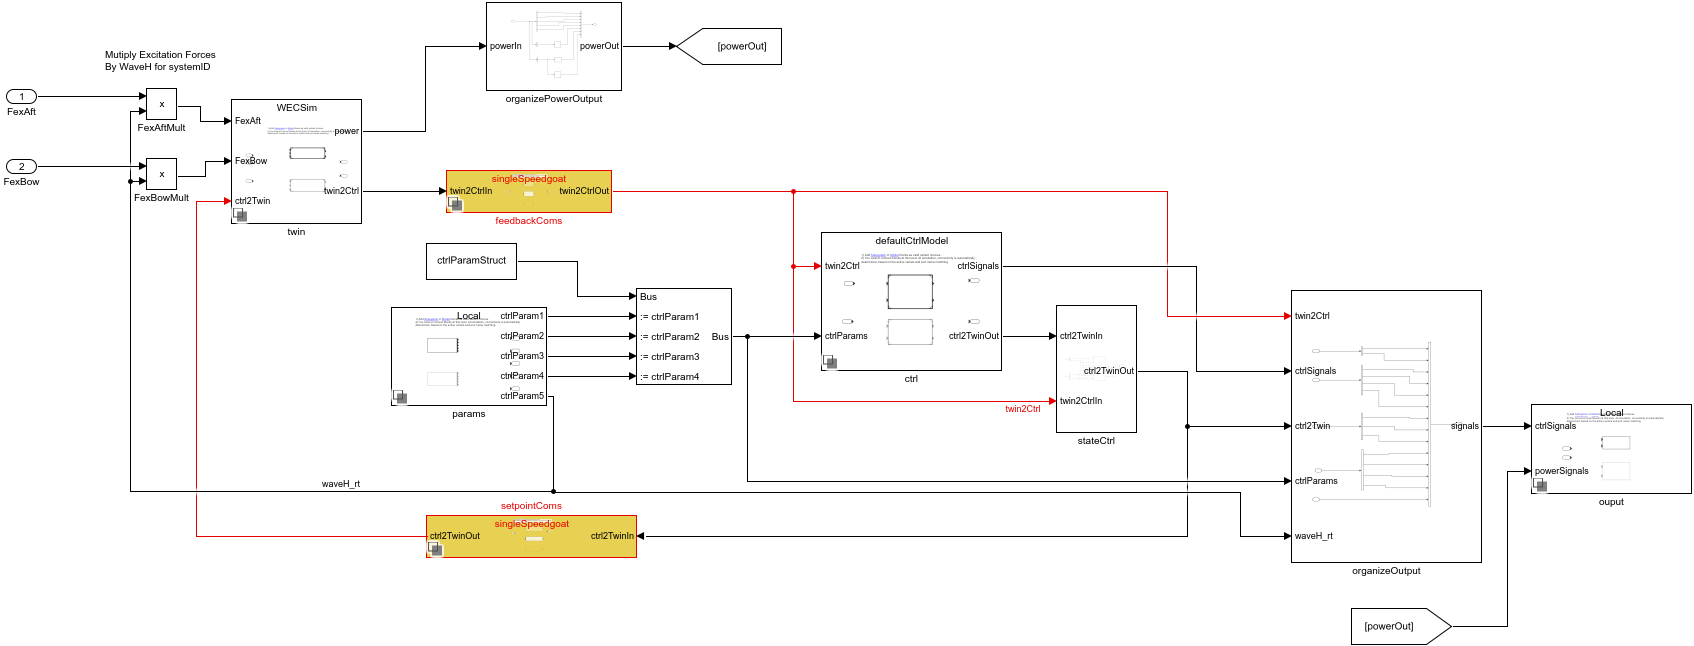 powerIn
powerOut
organizePowerOutput
[powerOut]
Mutiply Excitation Forces
By WaveH for systemID
1
FexAft
x
FexAftMult
2
FexBow
x
FexBowMult
WECSim
FexAft
power
FexBow
twin2Ctrl
ctrl2Twin
twin
singleSpeedgoat
twin2CtrlIn
twin2CtrlOut
feedbackComs
ctrlParamStruct
Local
ctrlParam1
ctrlParam2
ctrlParam3
ctrlParam4
ctrlParam5
params
Bus
:= ctrlParam1
:= ctrlParam2
:= ctrlParam3
:= ctrlParam4
Bus
defaultCtrlModel
twin2Ctrl
ctrlSignals
ctrlParams
ctrl2TwinOut
ctrl
ctrl2TwinIn
ctrl2TwinOut
twin2CtrlIn
twin2Ctrl
stateCtrl
twin2Ctrl
ctrlSignals
ctrl2Twin
signals
ctrlParams
waveH_rt
organizeOutput
Local
ctrlSignals
powerSignals
ouput
waveH_rt
setpointComs
singleSpeedgoat
ctrl2TwinOut
ctrl2TwinIn
[powerOut]